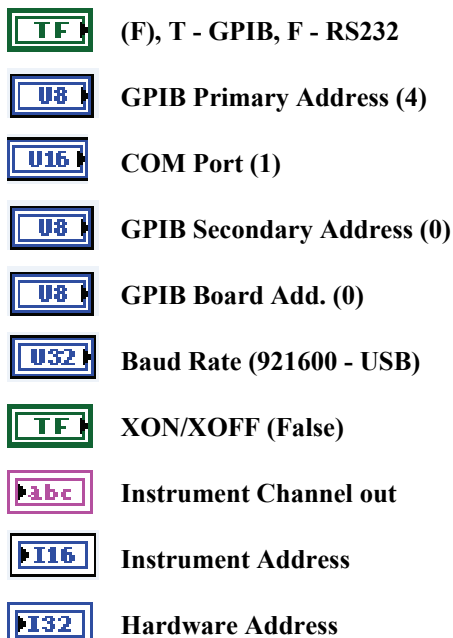 TF (F), T - GPIB, F - RS232
U8 GPIB Primary Address (4)
U16 COM Port (1)
U8 GPIB Secondary Address (0)
U8 GPIB Board Add. (0)
U32 Baud Rate (921600 - USB)
TF XON/XOFF (False)
abc Instrument Channel out
I16 Instrument Address
I32 Hardware Address